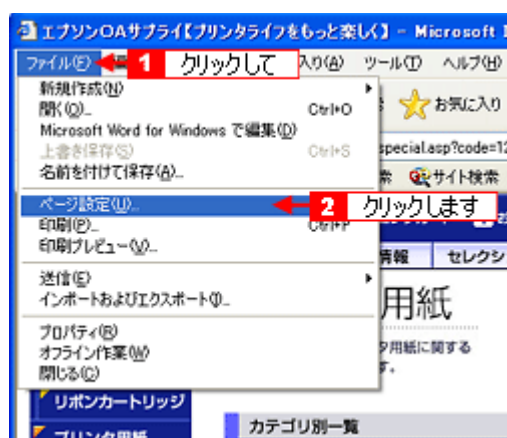 エプソンOAサプライ【プリンタライフをもっと楽しく】 - Microsoft I
ファイル(F) 1 クリックして 入り(A) ツール(T) ヘルプ(H)
新規作成(N)
開く(O)... Ctrl+O
お気に入り
Microsoft Word for Windows で編集(D)
上書き保存(S) Ctrl+S
special.asp?code=12
名前を付けて保存(A)...
索 サイト検索
ページ設定(U)... 2 クリックします
印刷(P)... Ctrl+P
印刷プレビュー(V)...
情報 セレクシ
送信(E)
インポートおよびエクスポート(I)...
用紙
プロパティ(R)
オフライン作業(W)
タ用紙に関する
す。
閉じる(C)
リボンカートリッジ
カテゴリ別一覧
プリンタ用紙